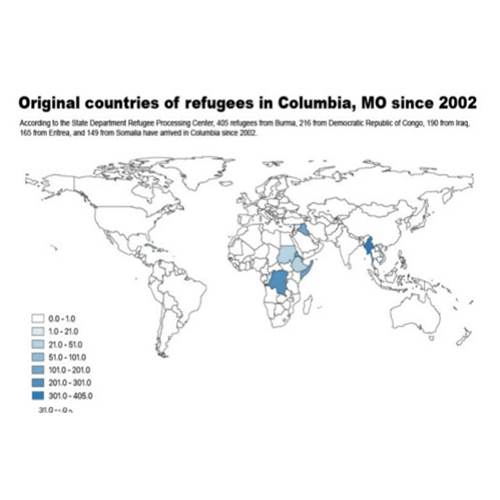 Original countries of refugees in Columbia, MO since 2002
According to the State Department Refugee Processing Center, 405 refugees from Burma, 216 from Democratic Republic of Congo, 190 from Iraq,
165 from Eritrea, and 149 from Somalia have arrived in Columbia since 2002.
0.0 - 1.0
1.0 - 21.0
21.0 - 51.0
51.0 - 101.0
101.0 - 201.0
201.0 - 301.0
301.0 - 405.0